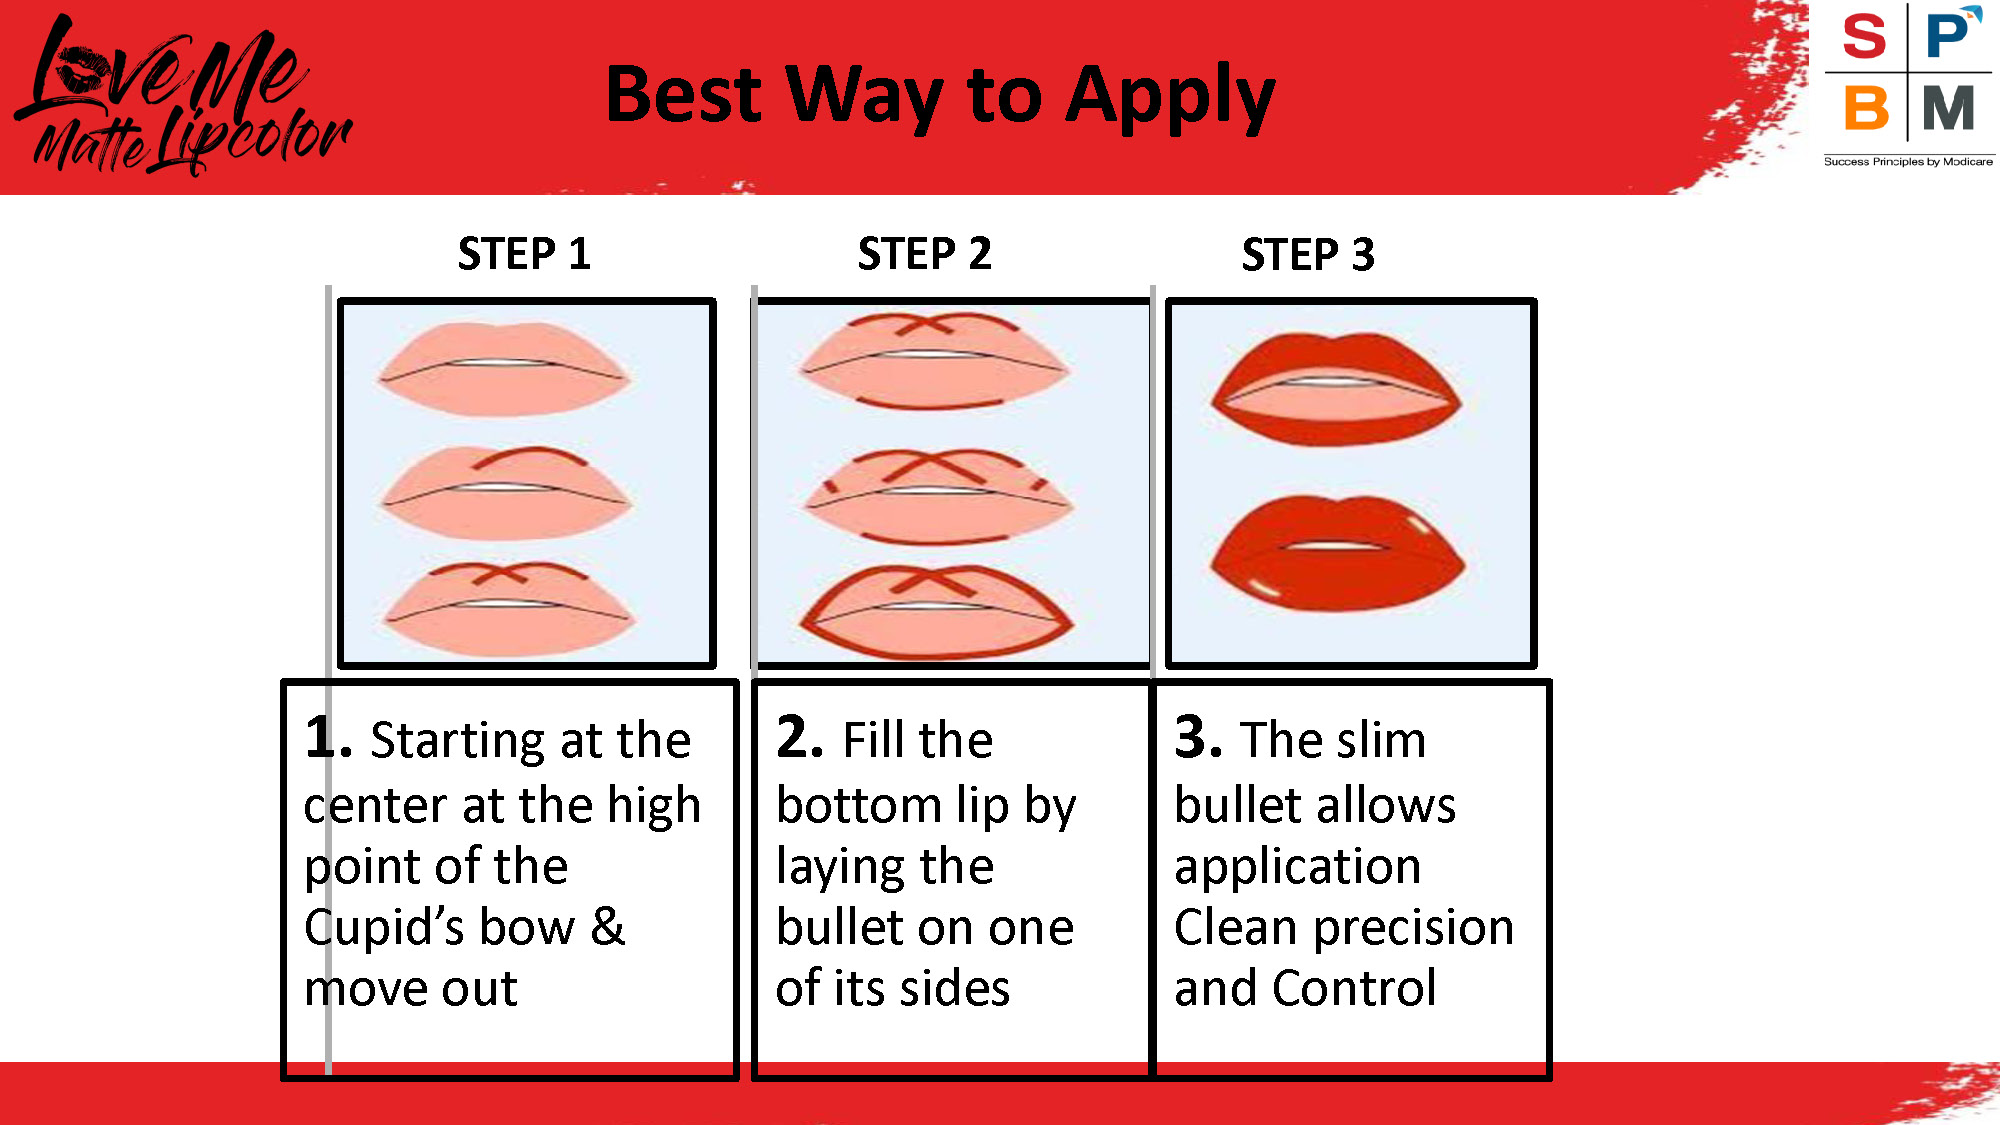 Love Me
Matte Lipcolor
Best Way to Apply
S P
B M
Success Principles by Modicare
STEP 1
STEP 2
STEP 3
1. Starting at the
center at the high
point of the
Cupid’s bow &
move out
2. Fill the
bottom lip by
laying the
bullet on one
of its sides
3. The slim
bullet allows
application
Clean precision
and Control